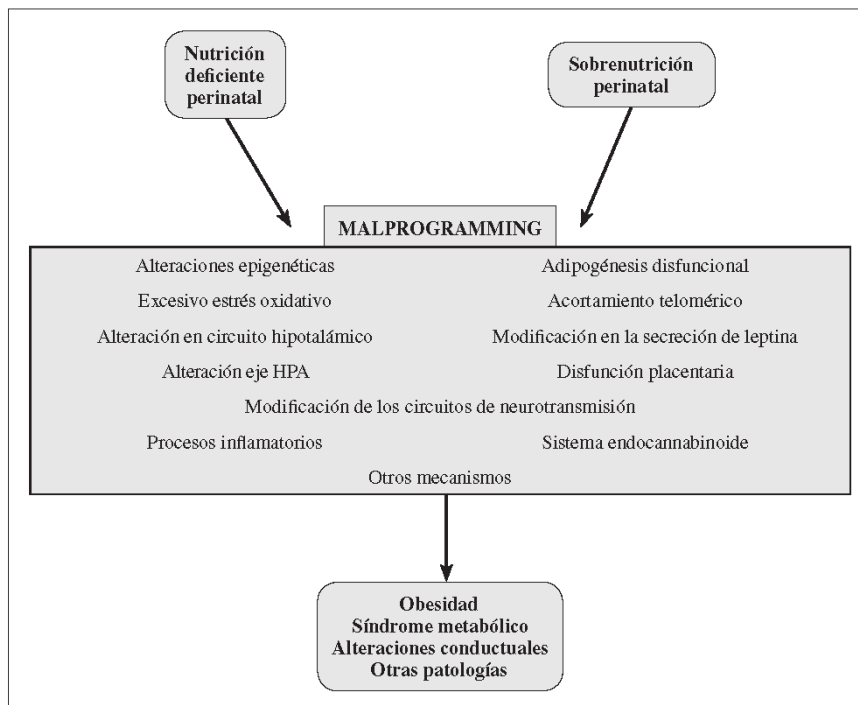 Nutrición
deficiente
perinatal
Sobrenutrición
perinatal
MALPROGRAMMING
Alteraciones epigenéticas
Adipogénesis disfuncional
Excesivo estrés oxidativo
Acortamiento telomérico
Alteración en circuito hipotalámico
Modificación en la secreción de leptina
Alteración eje HPA
Disfunción placentaria
Modificación de los circuitos de neurotransmisión
Procesos inflamatorios
Sistema endocannabinoide
Otros mecanismos
Obesidad
Síndrome metabólico
Alteraciones conductuales
Otras patologías